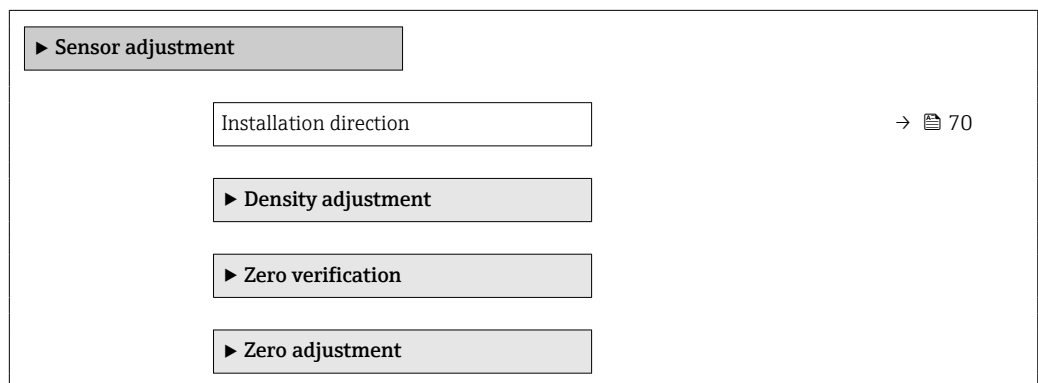 ▶ Sensor adjustment
Installation direction → 70
▶ Density adjustment
▶ Zero verification
▶ Zero adjustment